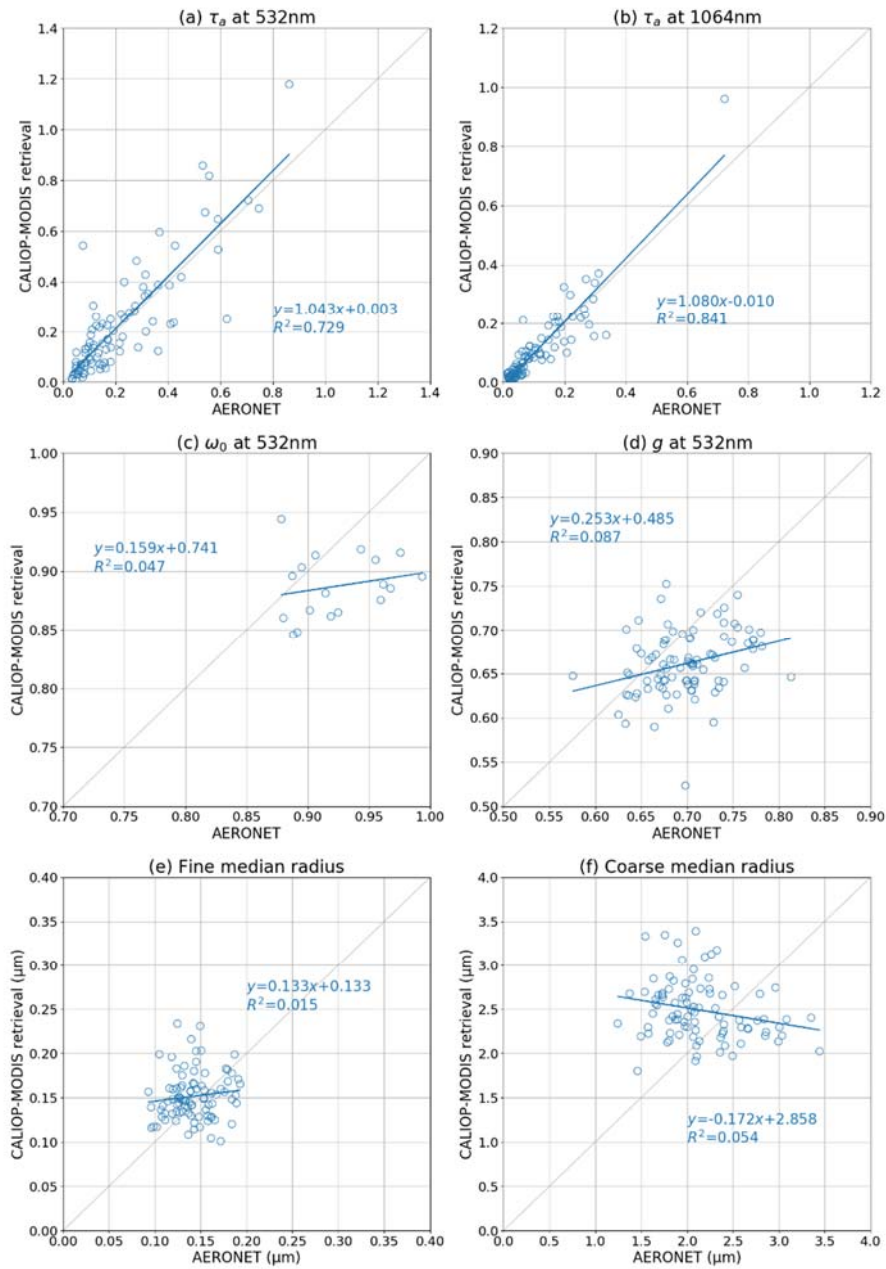 (a) τa at 532nm
1.4
1.2
1.0
0.8
0.6
0.4
0.2
0.0
CALIOP-MODIS retrieval
y=1.043x+0.003
R²=0.729
0.0 0.2 0.4 0.6 0.8 1.0 1.2 1.4
AERONET
(b) τa at 1064nm
1.2
1.0
0.8
0.6
0.4
0.2
0.0
CALIOP-MODIS retrieval
y=1.080x-0.010
R²=0.841
0.0 0.2 0.4 0.6 0.8 1.0 1.2
AERONET
(c) ω0 at 532nm
1.00
0.95
0.90
0.85
0.80
0.75
0.70
CALIOP-MODIS retrieval
y=0.159x+0.741
R²=0.047
0.70 0.75 0.80 0.85 0.90 0.95 1.00
AERONET
(d) g at 532nm
0.90
0.85
0.80
0.75
0.70
0.65
0.60
0.55
0.50
CALIOP-MODIS retrieval
y=0.253x+0.485
R²=0.087
0.50 0.55 0.60 0.65 0.70 0.75 0.80 0.85 0.90
AERONET
(e) Fine median radius
0.40
0.35
0.30
0.25
0.20
0.15
0.10
0.05
0.00
CALIOP-MODIS retrieval (μm)
y=0.133x+0.133
R²=0.015
0.00 0.05 0.10 0.15 0.20 0.25 0.30 0.35 0.40
AERONET (μm)
(f) Coarse median radius
4.0
3.5
3.0
2.5
2.0
1.5
1.0
0.5
0.0
CALIOP-MODIS retrieval (μm)
y=-0.172x+2.858
R²=0.054
0.0 0.5 1.0 1.5 2.0 2.5 3.0 3.5 4.0
AERONET (μm)